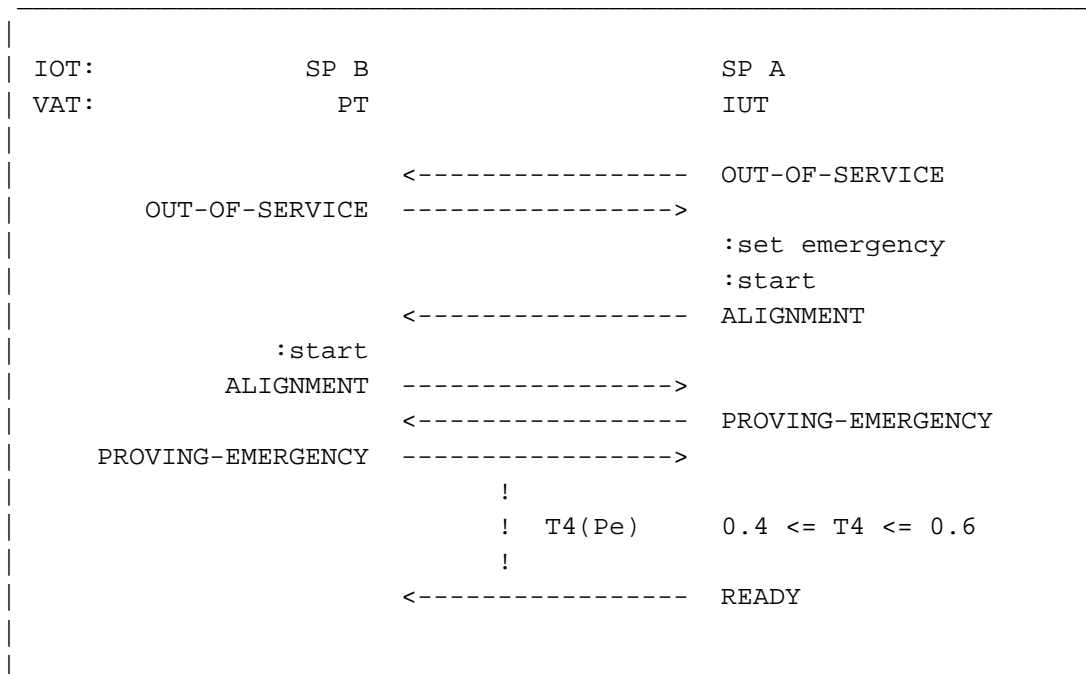 IOT: SP B SP A
VAT: PT IUT
<----------------- OUT-OF-SERVICE
OUT-OF-SERVICE ----------------->
:set emergency
:start
<----------------- ALIGNMENT
:start
ALIGNMENT ----------------->
<----------------- PROVING-EMERGENCY
PROVING-EMERGENCY ----------------->
!
! T4(Pe) 0.4 <= T4 <= 0.6
!
<----------------- READY